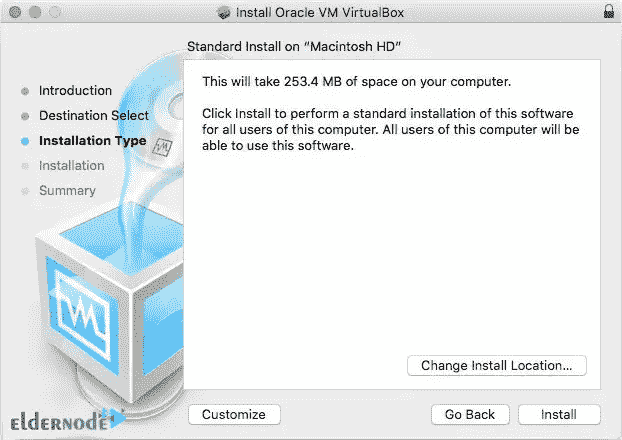 Install Oracle VM VirtualBox
Standard Install on “Macintosh HD”
Introduction
Destination Select
Installation Type
Installation
Summary
This will take 253.4 MB of space on your computer.
Click Install to perform a standard installation of this software
for all users of this computer. All users of this computer will be
able to use this software.
Change Install Location...
Customize
Go Back
Install
eldernode